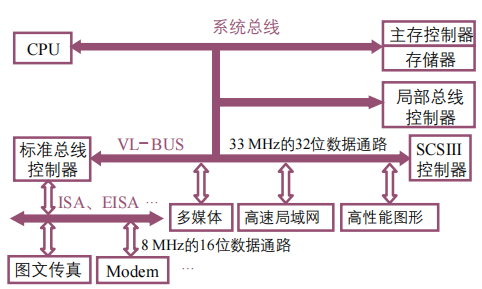 系统总线
CPU
主存控制器
存储器
局部总线
控制器
标准总线
控制器
VL-BUS
33 MHz的32位数据通路
SCSIII
控制器
ISA、EISA …
多媒体
高速局域网
高性能图形
8 MHz的16位数据通路
图文传真
Modem
…